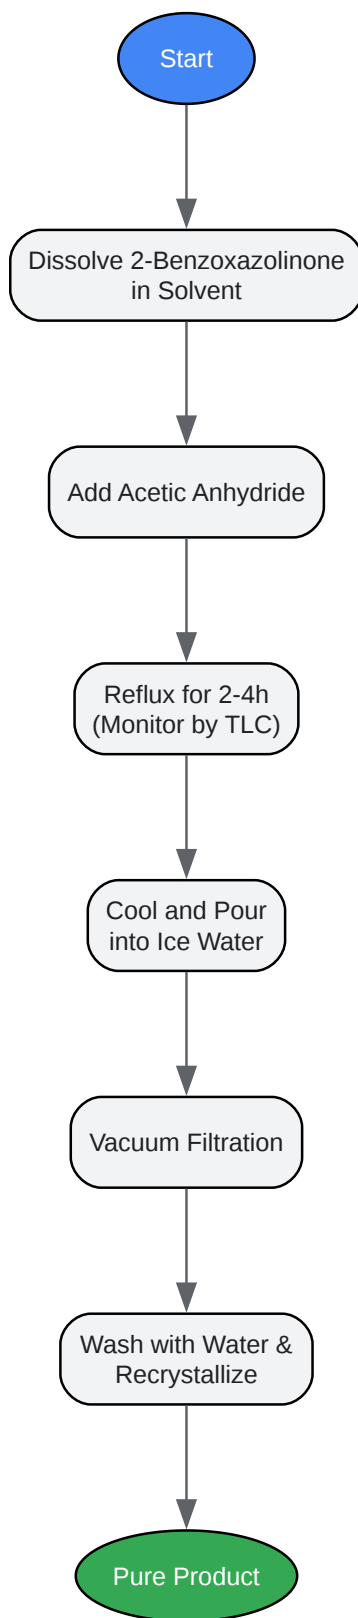 Start
Dissolve 2-Benzoxazolinone
in Solvent
Add Acetic Anhydride
Reflux for 2-4h
(Monitor by TLC)
Cool and Pour
into Ice Water
Vacuum Filtration
Wash with Water &
Recrystallize
Pure Product